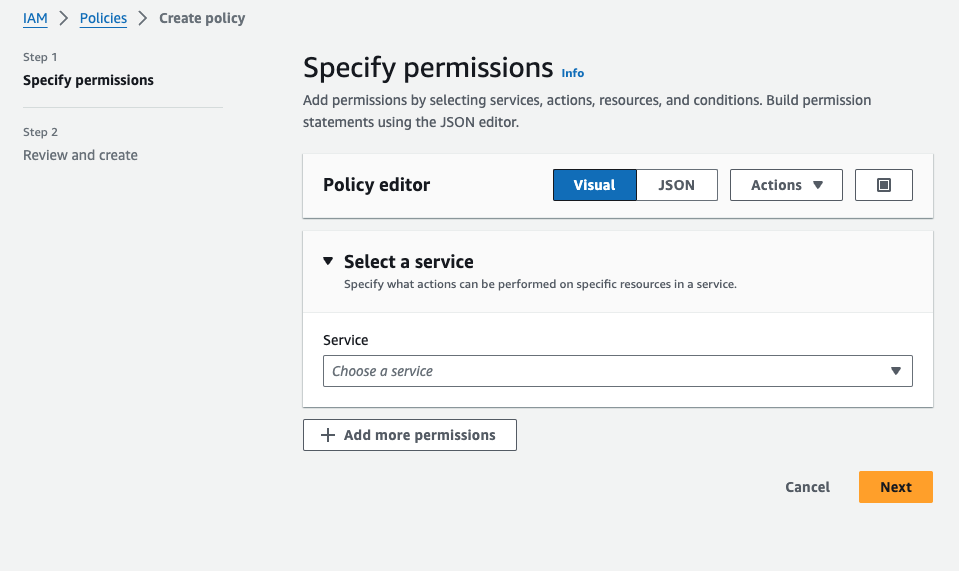 IAM > Policies > Create policy
Step 1
Specify permissions
Step 2
Review and create
Specify permissions Info
Add permissions by selecting services, actions, resources, and conditions. Build permission
statements using the JSON editor.
Policy editor
Visual JSON Actions
Select a service
Specify what actions can be performed on specific resources in a service.
Service
Choose a service
Add more permissions
Cancel Next